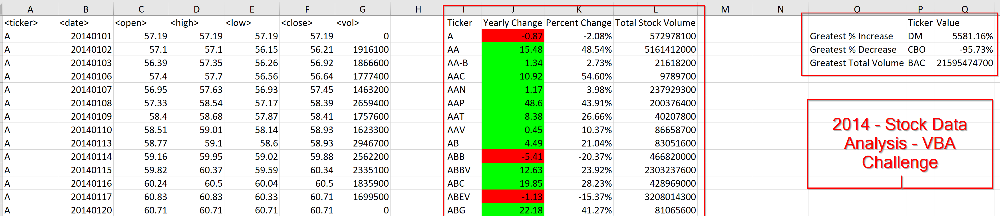 A B C D E F G H I J K L M N O P Q
<ticker> <date> <open> <high> <low> <close> <vol> Ticker Yearly Change Percent Change Total Stock Volume Ticker Value
A 20140101 57.19 57.19 57.19 57.19 0 A -0.87 -2.08% 572978100 Greatest % Increase DM 5581.16%
A 20140102 57.1 57.1 56.15 56.21 1916100 AA 15.48 48.54% 5161412000 Greatest % Decrease CBO -95.73%
A 20140103 56.39 57.35 56.26 56.92 1866600 AA-B 1.34 2.73% 21618200 Greatest Total Volume BAC 21595474700
A 20140106 57.4 57.7 56.56 56.64 1777400 AAC 10.92 54.60% 9789700
A 20140107 56.95 57.63 56.93 57.45 1463200 AAN 1.17 3.98% 237929300
A 20140108 57.33 58.54 57.17 58.39 2659400 AAP 48.6 43.91% 200376400
A 20140109 58.4 58.68 57.87 58.41 1757600 AAT 8.38 26.66% 40207800
A 20140110 58.51 59.01 58.14 58.93 1623300 AAV 0.45 10.37% 86658700
A 20140113 58.77 59.1 58.6 58.93 2946700 AB 4.49 21.04% 83051600
A 20140114 59.16 59.95 59.02 59.88 2562200 ABB -5.41 -20.37% 466820000
A 20140115 59.82 60.37 59.59 60.34 2335100 ABBV 12.63 23.92% 2303237600
A 20140116 60.24 60.5 60.04 60.5 1835900 ABC 19.85 28.23% 428969000
A 20140117 60.83 60.83 60.33 60.71 1699500 ABEV -1.13 -15.37% 3208014300
A 20140120 60.71 60.71 60.71 60.71 0 ABG 22.18 41.27% 81065600
2014 - Stock Data
Analysis - VBA
Challenge